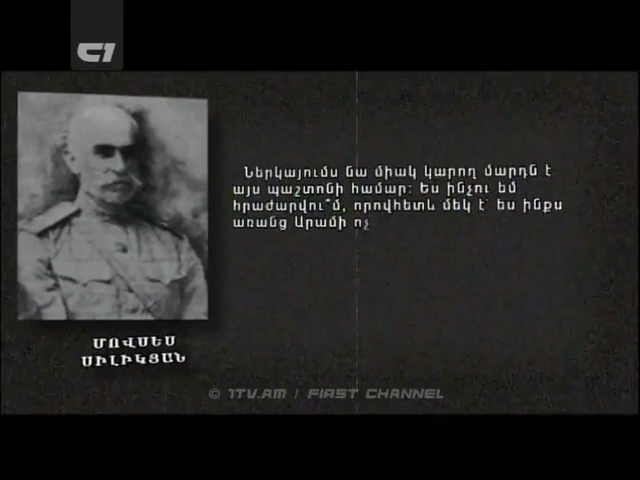 C1
Ներկայումս նա միակ կարող մարդն է
այս պաշտոնի համար: Ես ինչու եմ
հրաժարվու՞մ, որովհետև մեկ է՝ ես ինքս
առանց Արամի ոչ
ՄՈՎՍԵՍ
ՍԻԼԻԿՅԱՆ
© 1TV.AM / FIRST CHANNEL